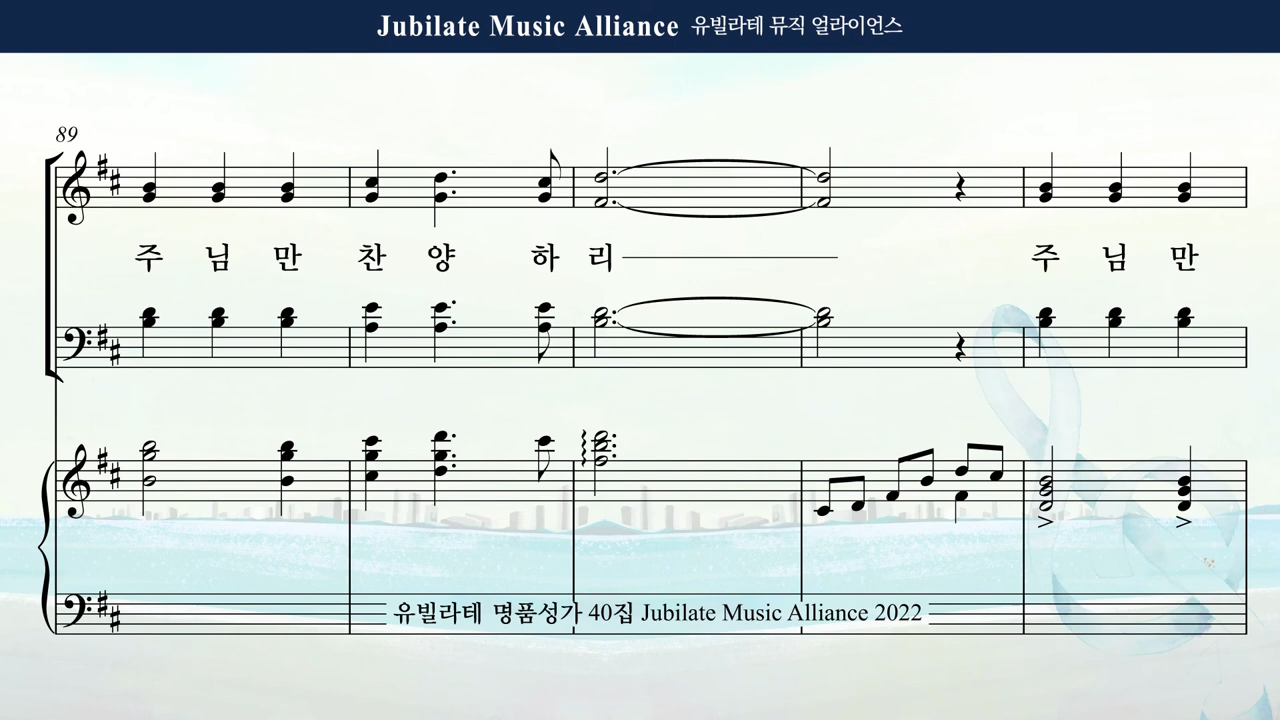 Jubilate Music Alliance 유빌라테 뮤직 얼라이언스
89
주 님 만 찬 양 하 리 주 님 만
유빌라테 명품성가 40집 Jubilate Music Alliance 2022